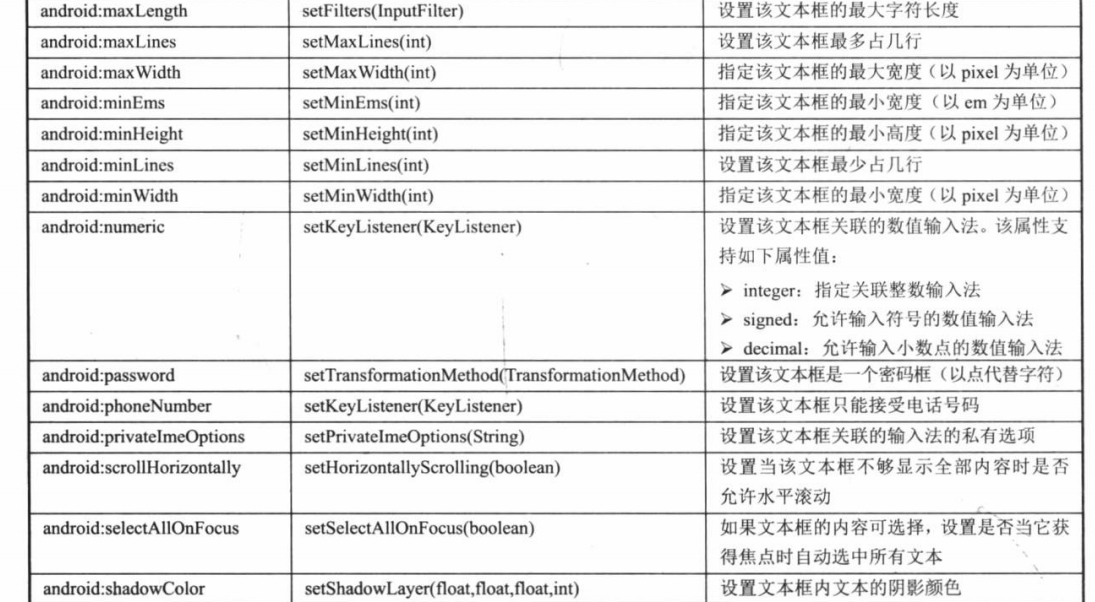 android:maxLength setFilters(InputFilter) 设置该文本框的最大字符长度
android:maxLines setMaxLines(int) 设置该文本框最多占几行
android:maxWidth setMaxWidth(int) 指定该文本框的最大宽度（以 pixel 为单位）
android:minEms setMinEms(int) 指定该文本框的最小宽度（以 em 为单位）
android:minHeight setMinHeight(int) 指定该文本框的最小高度（以 pixel 为单位）
android:minLines setMinLines(int) 设置该文本框最少占几行
android:minWidth setMinWidth(int) 指定该文本框的最小宽度（以 pixel 为单位）
android:numeric setKeyListener(KeyListener) 设置该文本框关联的数值输入法。该属性支
持如下属性值：
➢ integer：指定关联整数输入法
➢ signed：允许输入符号的数值输入法
➢ decimal：允许输入小数点的数值输入法
android:password setTransformationMethod(TransformationMethod) 设置该文本框是一个密码框（以点代替字符）
android:phoneNumber setKeyListener(KeyListener) 设置该文本框只能接受电话号码
android:privateImeOptions setPrivateImeOptions(String) 设置该文本框关联的输入法的私有选项
android:scrollHorizontally setHorizontallyScrolling(boolean) 设置当该文本框不够显示全部内容时是否
允许水平滚动
android:selectAllOnFocus setSelectAllOnFocus(boolean) 如果文本框的内容可选择，设置是否当它获
得焦点时自动选中所有文本
android:shadowColor setShadowLayer(float,float,float,int) 设置文本框内文本的阴影颜色